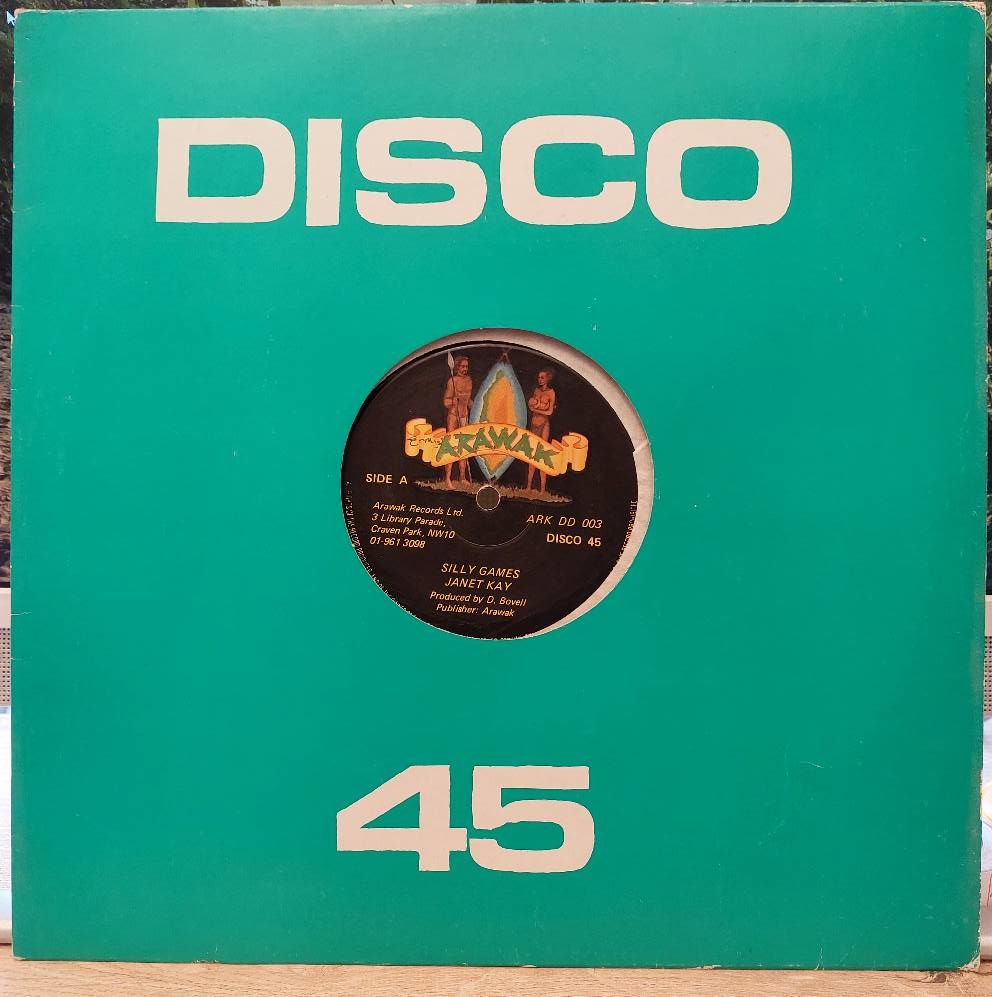 DISCO
ARAWAK
SIDE A
Arawak Records Ltd.
3 Library Parade,
Craven Park, NW10
01-961 3098
ARK DD 003
DISCO 45
SILLY GAMES
JANET KAY
Produced by D. Bovell
Publisher: Arawak
45